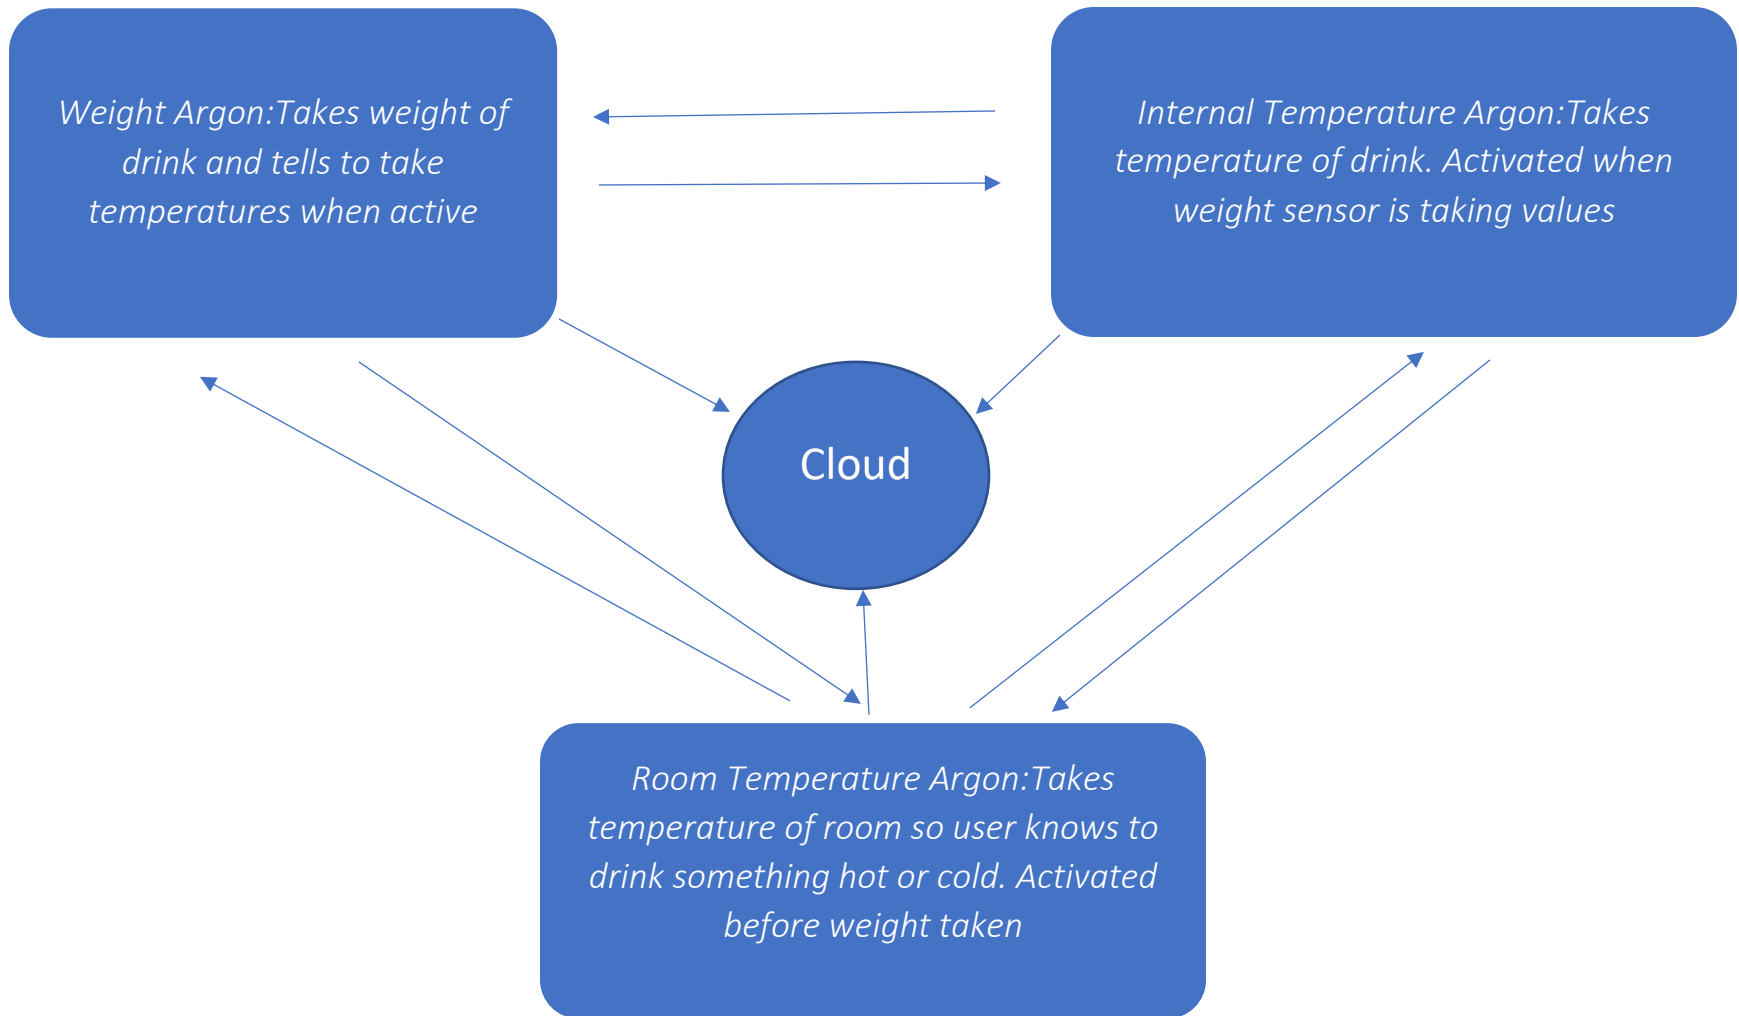 Weight Argon:Takes weight of
drink and tells to take
temperatures when active
Internal Temperature Argon:Takes
temperature of drink. Activated when
weight sensor is taking values
Cloud
Room Temperature Argon:Takes
temperature of room so user knows to
drink something hot or cold. Activated
before weight taken